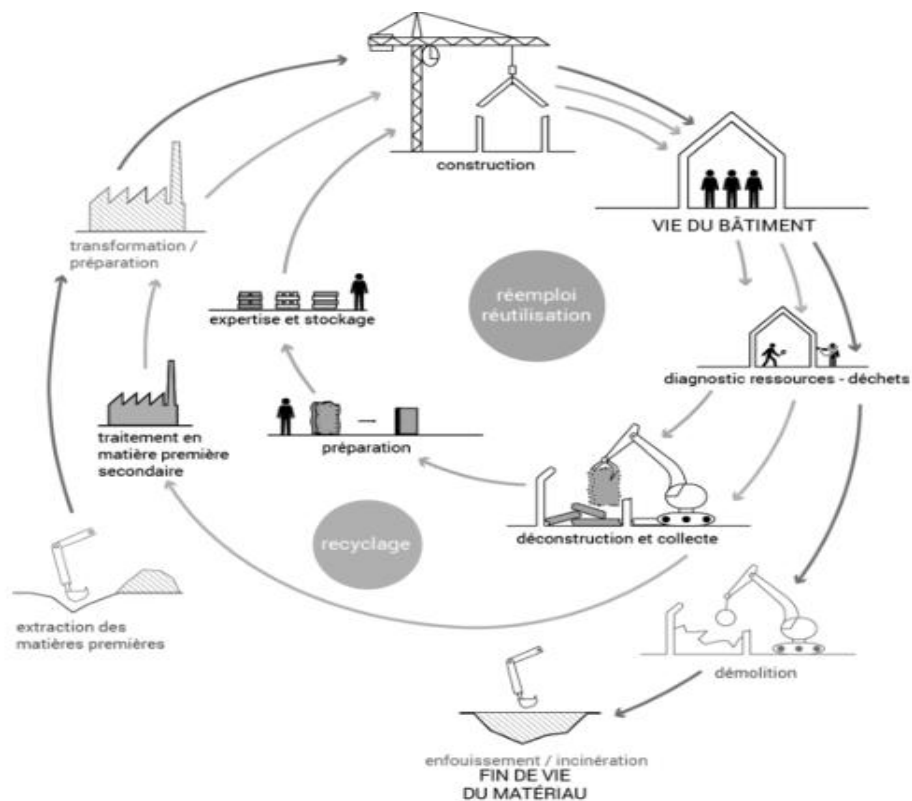 construction
VIE DU BÂTIMENT
transformation /
préparation
réemploi
réutilisation
expertise et stockage
diagnostic ressources - déchets
traitement en
matière première
secondaire
préparation
déconstruction et collecte
recyclage
extraction des
matières premières
démolition
enfouissement / incinération
FIN DE VIE
DU MATÉRIAU